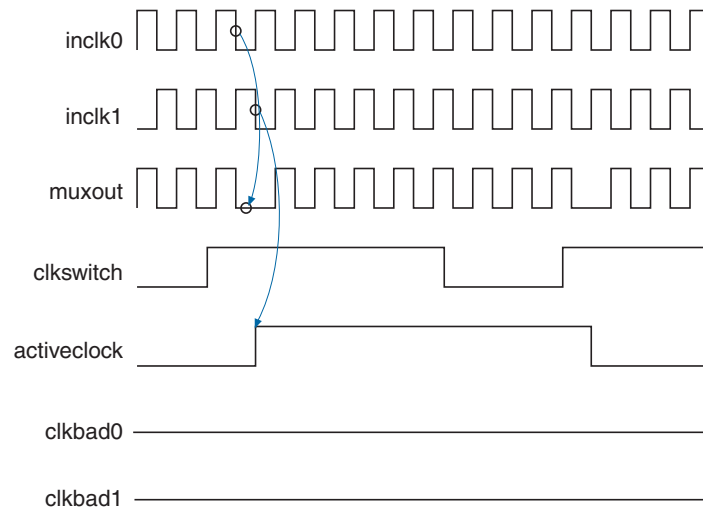 inclk0
inclk1
muxout
clkswitch
activeclock
clkbad0
clkbad1